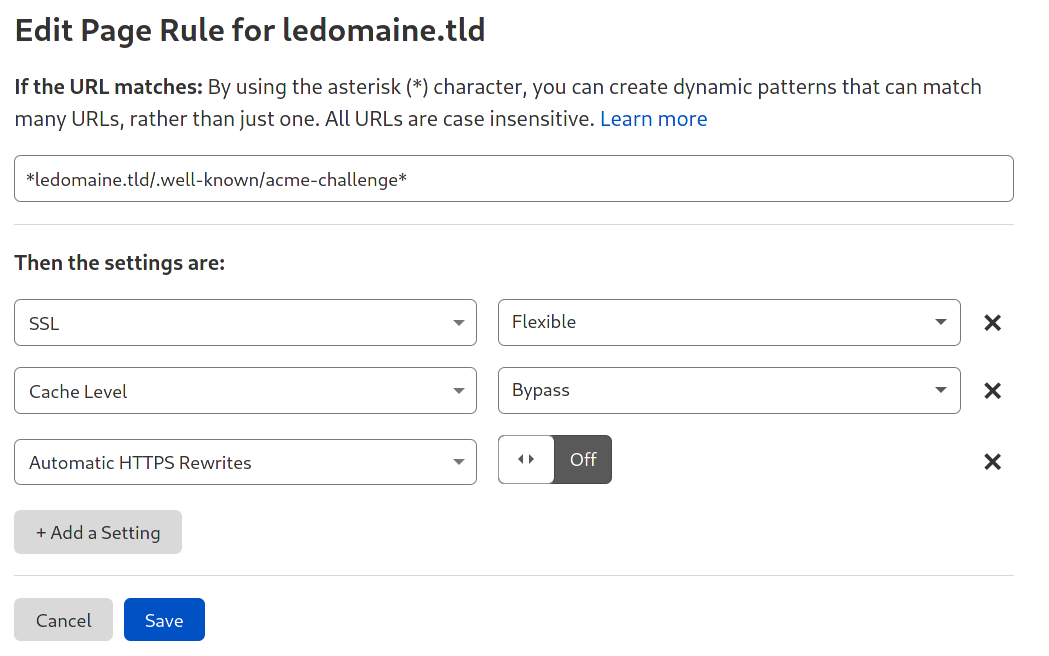 Edit Page Rule for ledomaine.tld
If the URL matches: By using the asterisk (*) character, you can create dynamic patterns that can match
many URLs, rather than just one. All URLs are case insensitive. Learn more
*ledomaine.tld/.well-known/acme-challenge*
Then the settings are:
SSL Flexible
Cache Level Bypass
Automatic HTTPS Rewrites Off
+ Add a Setting
Cancel Save